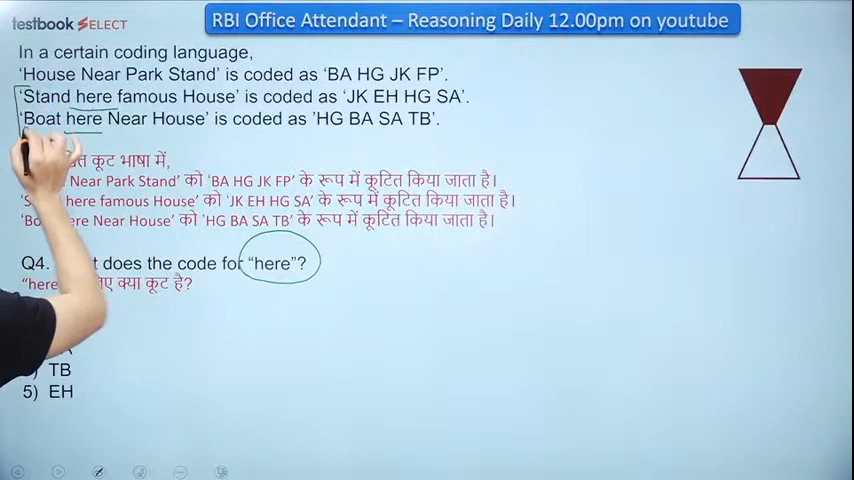 testbook SELECT
RBI Office Attendant – Reasoning Daily 12.00pm on youtube
In a certain coding language,
‘House Near Park Stand’ is coded as ‘BA HG JK FP’.
‘Stand here famous House’ is coded as ‘JK EH HG SA’.
‘Boat here Near House’ is coded as ’HG BA SA TB’.
कूट भाषा में,
Near Park Stand’ को ‘BA HG JK FP’ के रूप में कूटित किया जाता है।
here famous House’ को ‘JK EH HG SA’ के रूप में कूटित किया जाता है।
Near House’ को ’HG BA SA TB’ के रूप में कूटित किया जाता है।
Q4. does the code for “here”?
“here क्या कूट है?
TB
5) EH